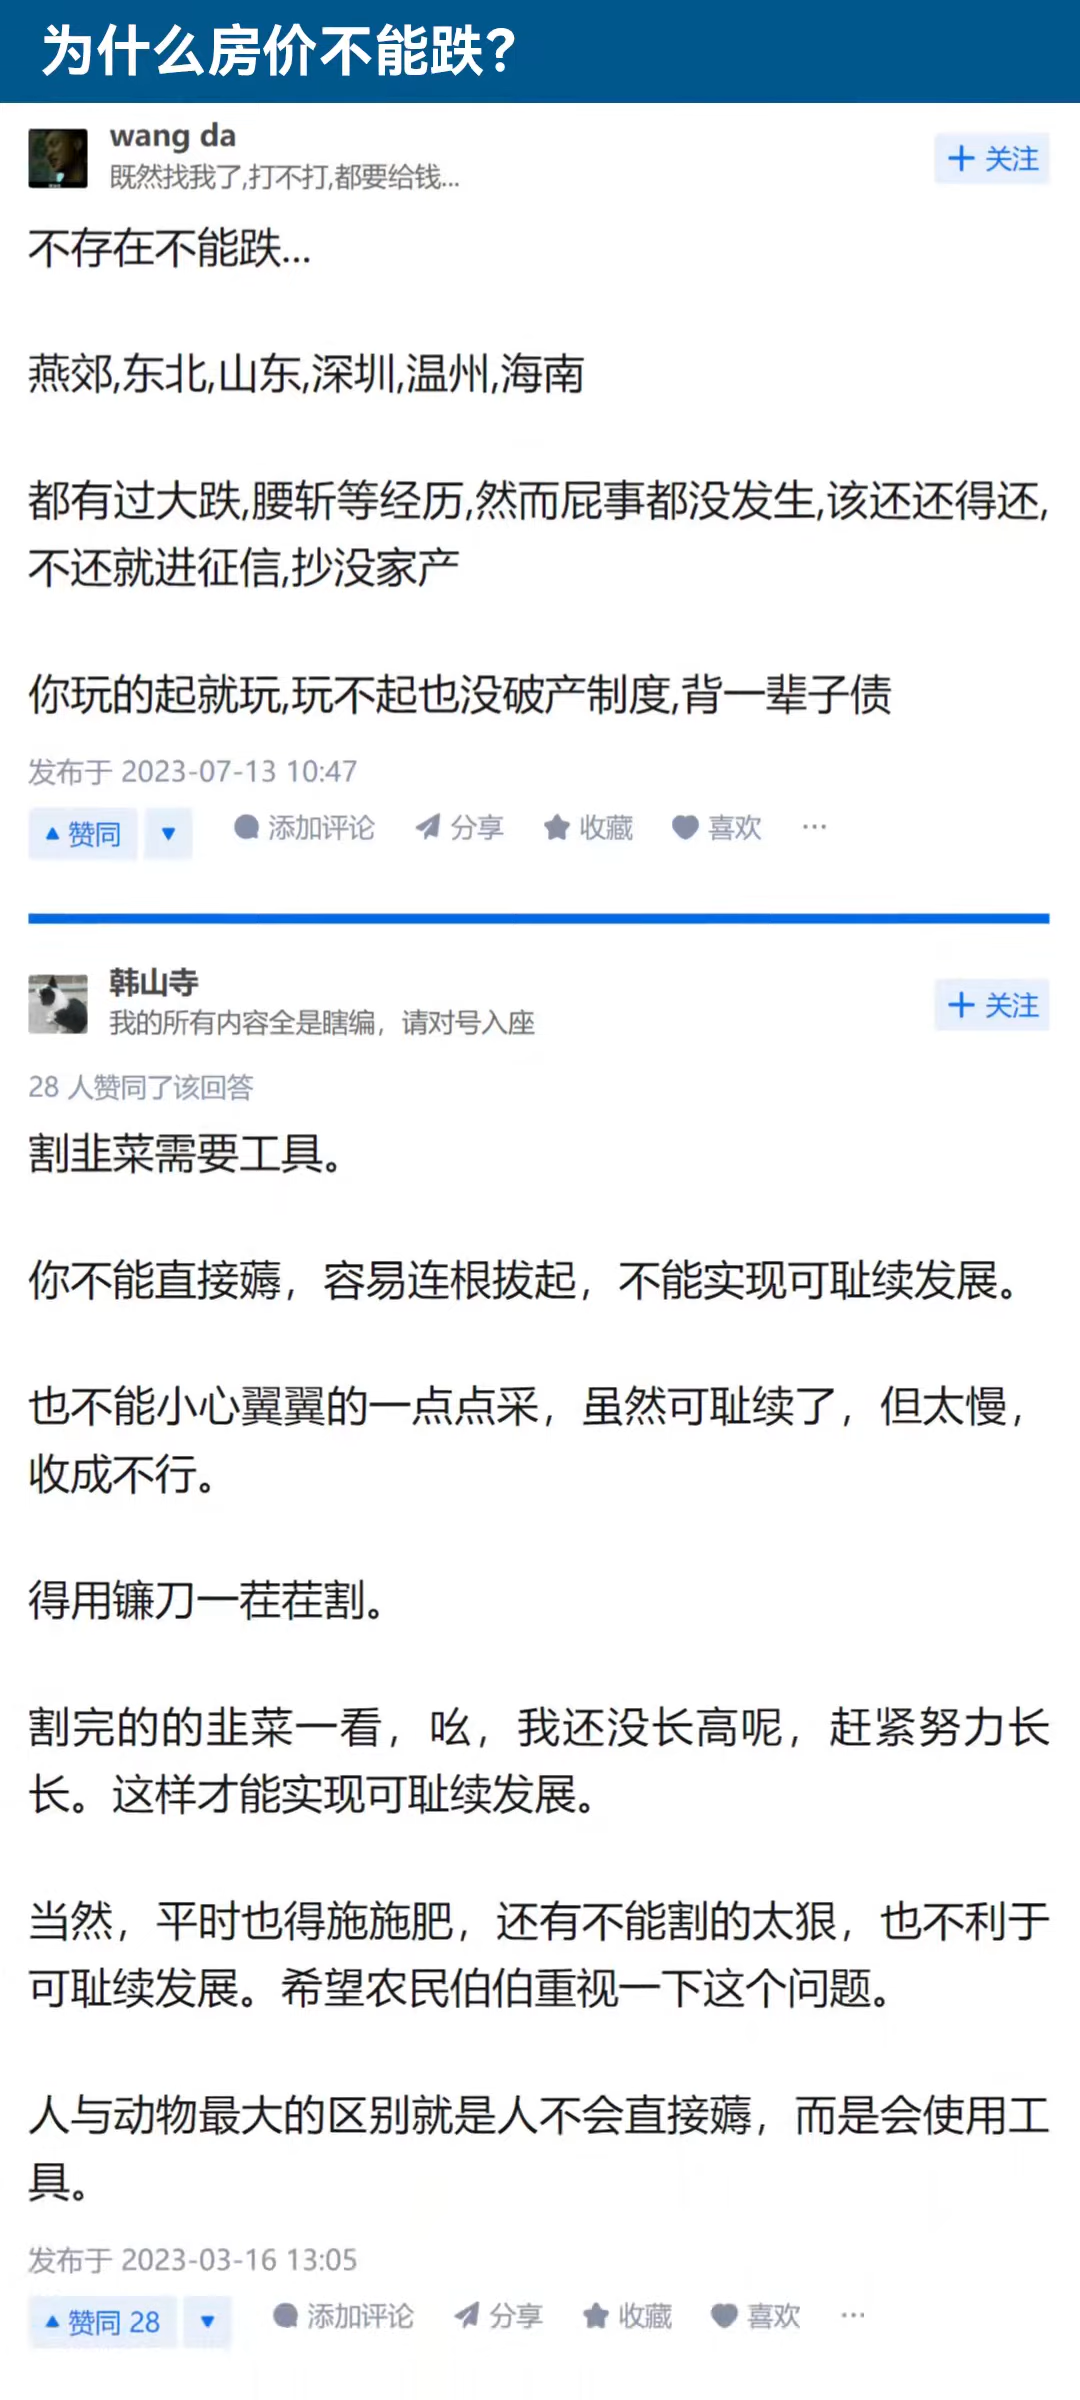 为什么房价不能跌?
wang da
既然找我了,打不打,都要给钱...
+ 关注
不存在不能跌...
燕郊,东北,山东,深圳,温州,海南
都有过大跌,腰斩等经历,然而屁事都没发生,该还还得还,
不还就进征信,抄没家产
你玩的起就玩,玩不起也没破产制度,背一辈子债
发布于 2023-07-13 10:47
▲ 赞同 ▼ 添加评论 分享 收藏 喜欢 ···
韩山寺
我的所有内容全是瞎编，请对号入座
+ 关注
28 人赞同了该回答
割韭菜需要工具。
你不能直接薅，容易连根拔起，不能实现可耻续发展。
也不能小心翼翼的一点点采，虽然可耻续了，但太慢，
收成不行。
得用镰刀一茬茬割。
割完的的韭菜一看，吆，我还没长高呢，赶紧努力长
长。这样才能实现可耻续发展。
当然，平时也得施施肥，还有不能割的太狠，也不利于
可耻续发展。希望农民伯伯重视一下这个问题。
人与动物最大的区别就是人不会直接薅，而是会使用工
具。
发布于 2023-03-16 13:05
▲ 赞同 28 ▼ 添加评论 分享 收藏 喜欢 ···